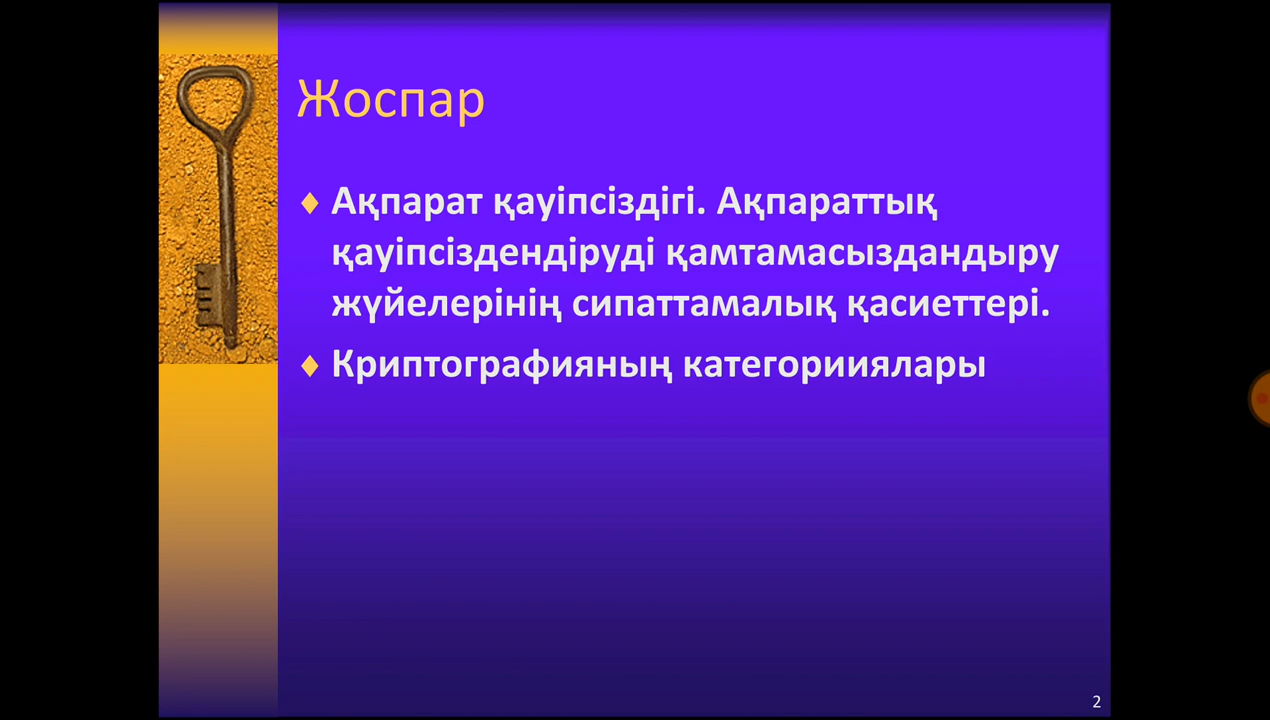 Жоспар
Ақпарат қауіпсіздігі. Ақпараттық
қауіпсіздендіруді қамтамасыздандыру
жүйелерінің сипаттамалық қасиеттері.
Криптографияның категорииялары
2